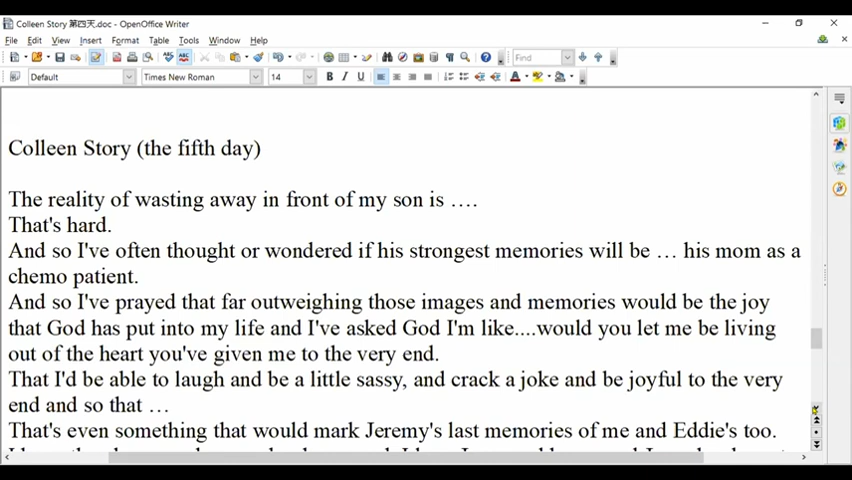 Colleen Story 第四天.doc - OpenOffice Writer
File Edit View Insert Format Table Tools Window Help
Find
Default Times New Roman 14
Colleen Story (the fifth day)
The reality of wasting away in front of my son is ….
That's hard.
And so I've often thought or wondered if his strongest memories will be … his mom as a
chemo patient.
And so I've prayed that far outweighing those images and memories would be the joy
that God has put into my life and I've asked God I'm like....would you let me be living
out of the heart you've given me to the very end.
That I'd be able to laugh and be a little sassy, and crack a joke and be joyful to the very
end and so that …
That's even something that would mark Jeremy's last memories of me and Eddie's too.